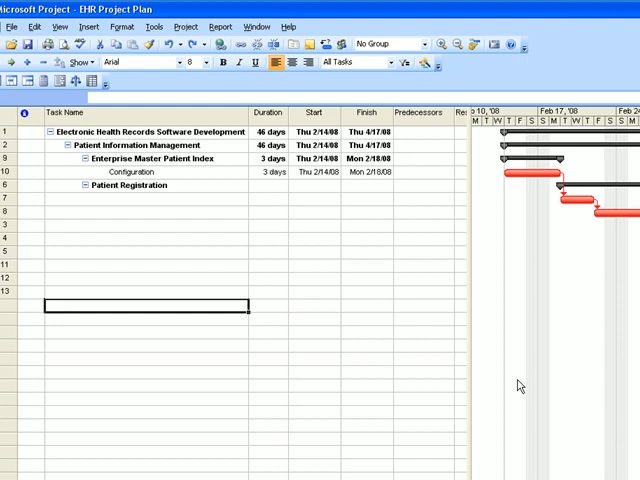 Microsoft Project - EHR Project Plan
File Edit View Insert Format Tools Project Report Window Help
No Group
Show Arial 8 B I U All Tasks
Task Name Duration Start Finish Predecessors Res
p 10, '08 Feb 17, '08 Feb 24
M T W T F S S M T W T F S S M
1 Electronic Health Records Software Development 46 days Thu 2/14/08 Thu 4/17/08
2 Patient Information Management 46 days Thu 2/14/08 Thu 4/17/08
9 Enterprise Master Patient Index 3 days Thu 2/14/08 Mon 2/18/08
10 Configuration 3 days Thu 2/14/08 Mon 2/18/08
6 Patient Registration
7
8
3
4
5
11
12
13